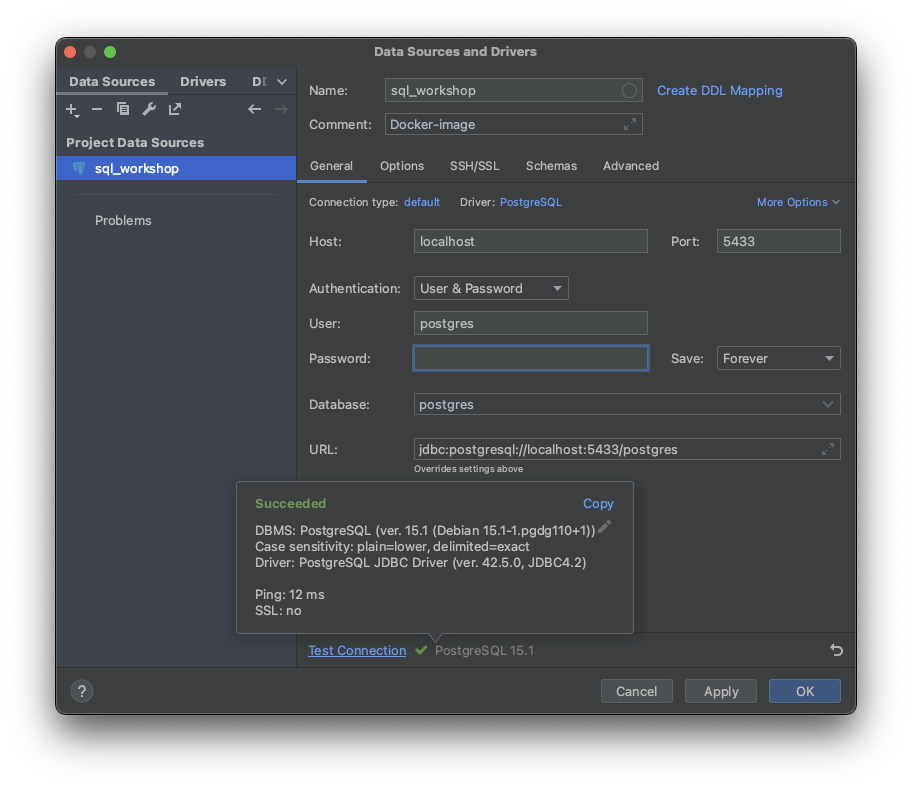 Data Sources and Drivers
Data Sources Drivers
Project Data Sources
sql_workshop
Problems
Name: sql_workshop Create DDL Mapping
Comment: Docker-image
General Options SSH/SSL Schemas Advanced
Connection type: default Driver: PostgreSQL More Options
Host: localhost Port: 5433
Authentication: User & Password
User: postgres
Password: Save: Forever
Database: postgres
URL: jdbc:postgresql://localhost:5433/postgres
Overrides settings above
Succeeded Copy
DBMS: PostgreSQL (ver. 15.1 (Debian 15.1-1.pgdg110+1))
Case sensitivity: plain=lower, delimited=exact
Driver: PostgreSQL JDBC Driver (ver. 42.5.0, JDBC4.2)
Ping: 12 ms
SSL: no
Test Connection PostgreSQL 15.1
? Cancel Apply OK